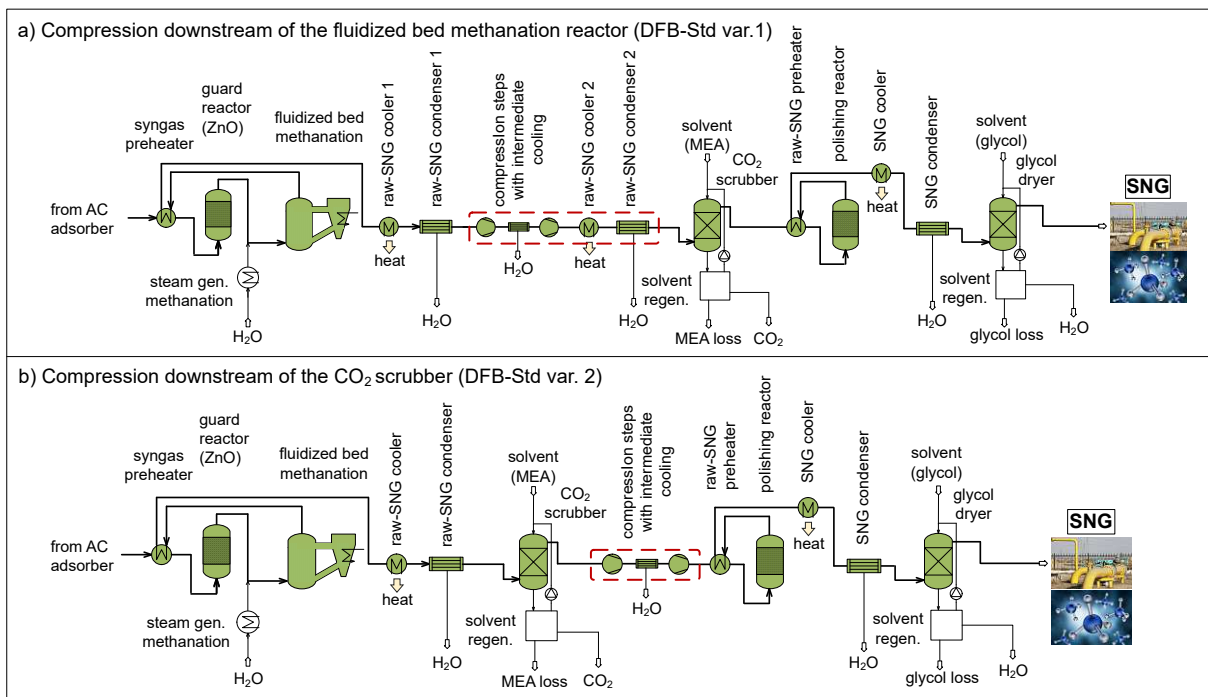 a) Compression downstream of the fluidized bed methanation reactor (DFB-Std var.1)
syngas
preheater
guard
reactor
(ZnO)
fluidized bed
methanation
raw-SNG cooler 1
raw-SNG condenser 1
compression steps
with intermediate
cooling
raw-SNG cooler 2
raw-SNG condenser 2
solvent
(MEA)
CO2
scrubber
raw-SNG preheater
polishing reactor
SNG cooler
SNG condenser
solvent
(glycol)
glycol
dryer
SNG
from AC
adsorber
steam gen.
methanation
H2O
heat
H2O
H2O
heat
H2O
solvent
regen.
MEA loss
CO2
heat
H2O
solvent
regen.
glycol loss
H2O
b) Compression downstream of the CO2 scrubber (DFB-Std var. 2)
syngas
preheater
guard
reactor
(ZnO)
fluidized bed
methanation
raw-SNG cooler
raw-SNG condenser
solvent
(MEA)
CO2
scrubber
compression steps
with intermediate
cooling
raw-SNG
preheater
polishing reactor
SNG cooler
SNG condenser
solvent
(glycol)
glycol
dryer
SNG
from AC
adsorber
steam gen.
methanation
H2O
heat
H2O
solvent
regen.
MEA loss
CO2
H2O
heat
H2O
solvent
regen.
glycol loss
H2O